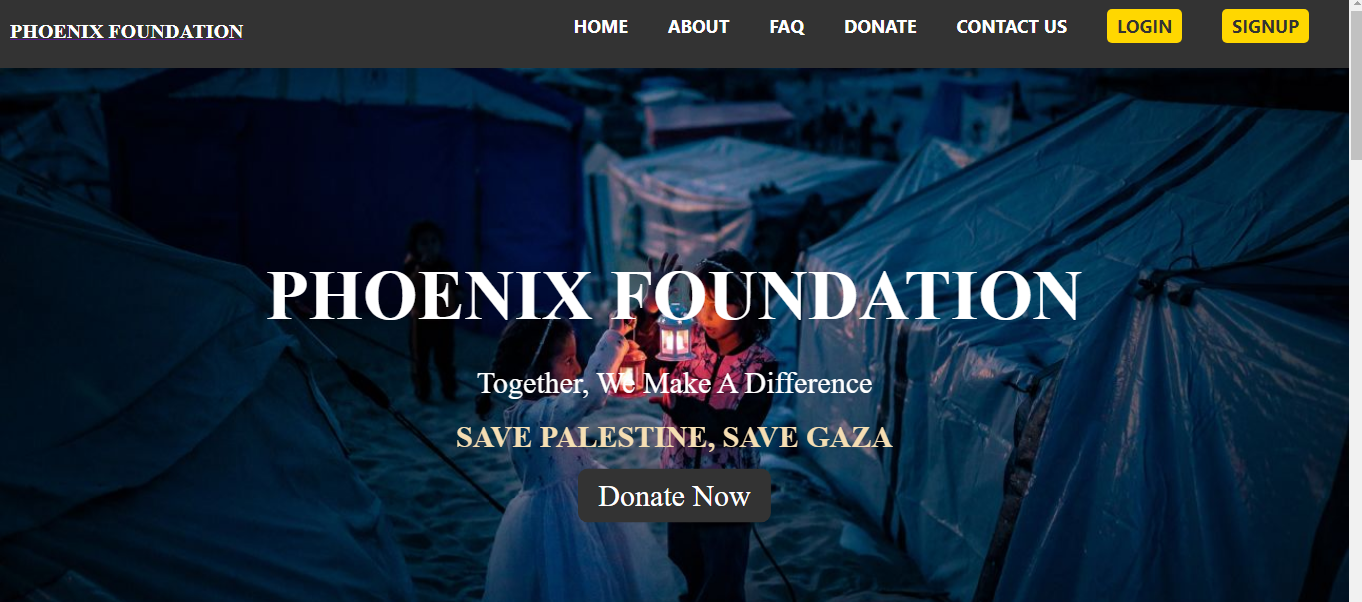 PHOENIX FOUNDATION
HOME ABOUT FAQ DONATE CONTACT US LOGIN SIGNUP
PHOENIX FOUNDATION
Together, We Make A Difference
SAVE PALESTINE, SAVE GAZA
Donate Now